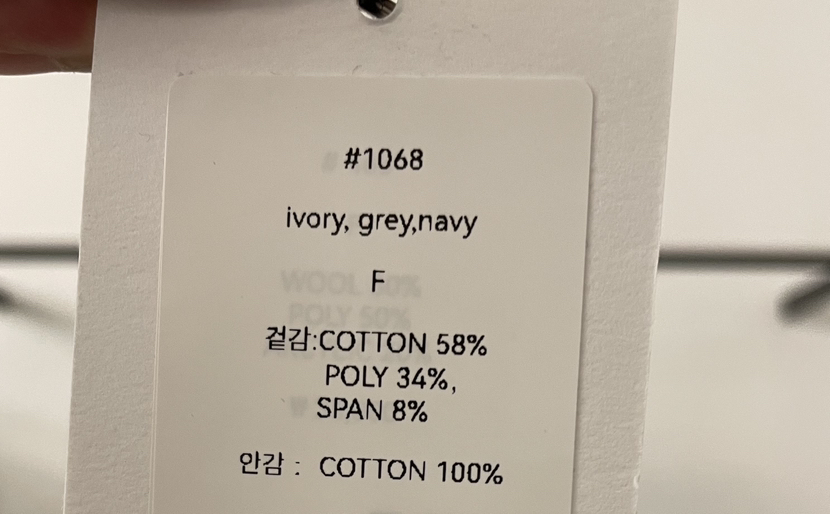 #1068
ivory, grey,navy
F
겉감:COTTON 58%
POLY 34%,
SPAN 8%
안감 : COTTON 100%